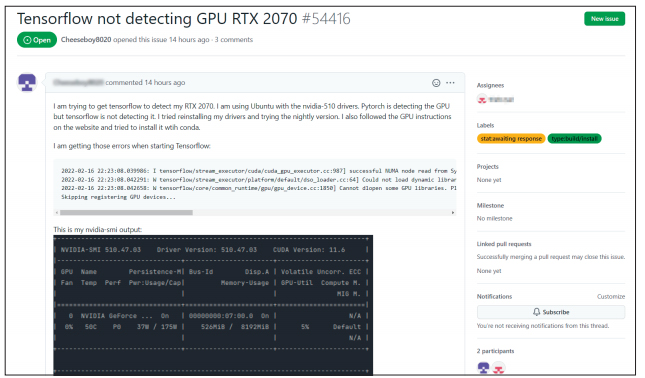 Tensorflow not detecting GPU RTX 2070 #54416
New issue
Open Cheeseboy8020 opened this issue 14 hours ago · 3 comments
commented 14 hours ago
I am trying to get tensorflow to detect my RTX 2070. I am using Ubuntu with the nvidia-510 drivers. Pytorch is detecting the GPU
but tensorflow is not detecting it. I tried reinstalling my drivers and trying the nightly version. I also followed the GPU instructions
on the website and tried to install it wtih conda.
I am getting those errors when starting Tensorflow:
2022-02-16 22:23:08.039986: I tensorflow/stream_executor/cuda/cuda_gpu_executor.cc:987] successful NUMA node read from Sy
2022-02-16 22:23:08.042291: W tensorflow/stream_executor/platform/default/dso_loader.cc:64] Could not load dynamic librar
2022-02-16 22:23:08.042658: W tensorflow/core/common_runtime/gpu/gpu_device.cc:1850] Cannot dlopen some GPU libraries. Pl
Skipping registering GPU devices...
This is my nvidia-smi output:
NVIDIA-SMI 510.47.03 Driver Version: 510.47.03 CUDA Version: 11.6
GPU Name Persistence-M| Bus-Id Disp.A | Volatile Uncorr. ECC
Fan Temp Perf Pwr:Usage/Cap| Memory-Usage | GPU-Util Compute M.
MIG M.
0 NVIDIA GeForce ... On | 00000000:07:00.0 On | N/A
0% 50C P0 37W / 175W | 526MiB / 8192MiB | 5% Default
N/A
Assignees
Labels
stat:awaiting response type:build/install
Projects
None yet
Milestone
No milestone
Linked pull requests
Successfully merging a pull request may close this issue.
None yet
Notifications Customize
Subscribe
You're not receiving notifications from this thread.
2 participants